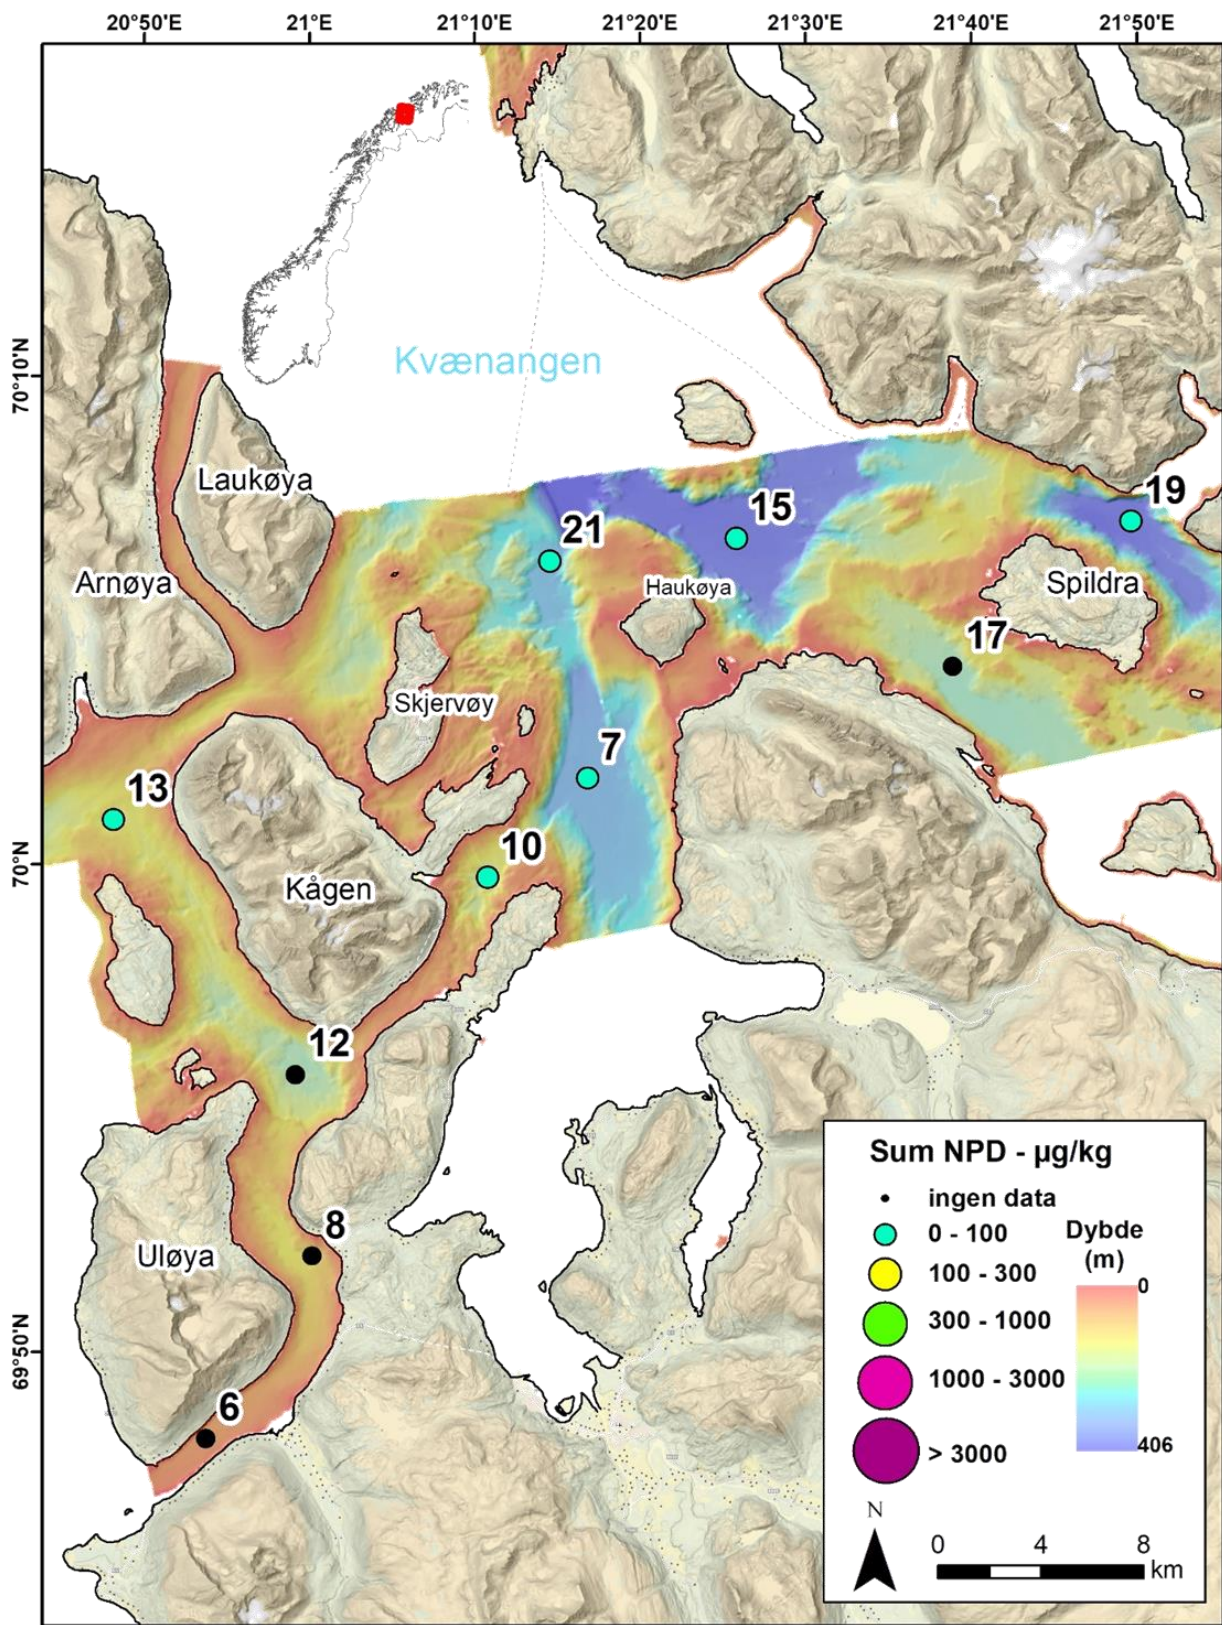 20°50'E
21°E
21°10'E
21°20'E
21°30'E
21°40'E
21°50'E
70°10'N
70°N
69°50'N
Kvænangen
Laukøya
Arnøya
21
15
19
Haukøya
Spildra
17
Skjervøy
7
13
10
Kågen
12
8
Uløya
6
Sum NPD - µg/kg
ingen data
0 - 100
100 - 300
300 - 1000
1000 - 3000
> 3000
Dybde
(m)
0
406
N
0 4 8
km